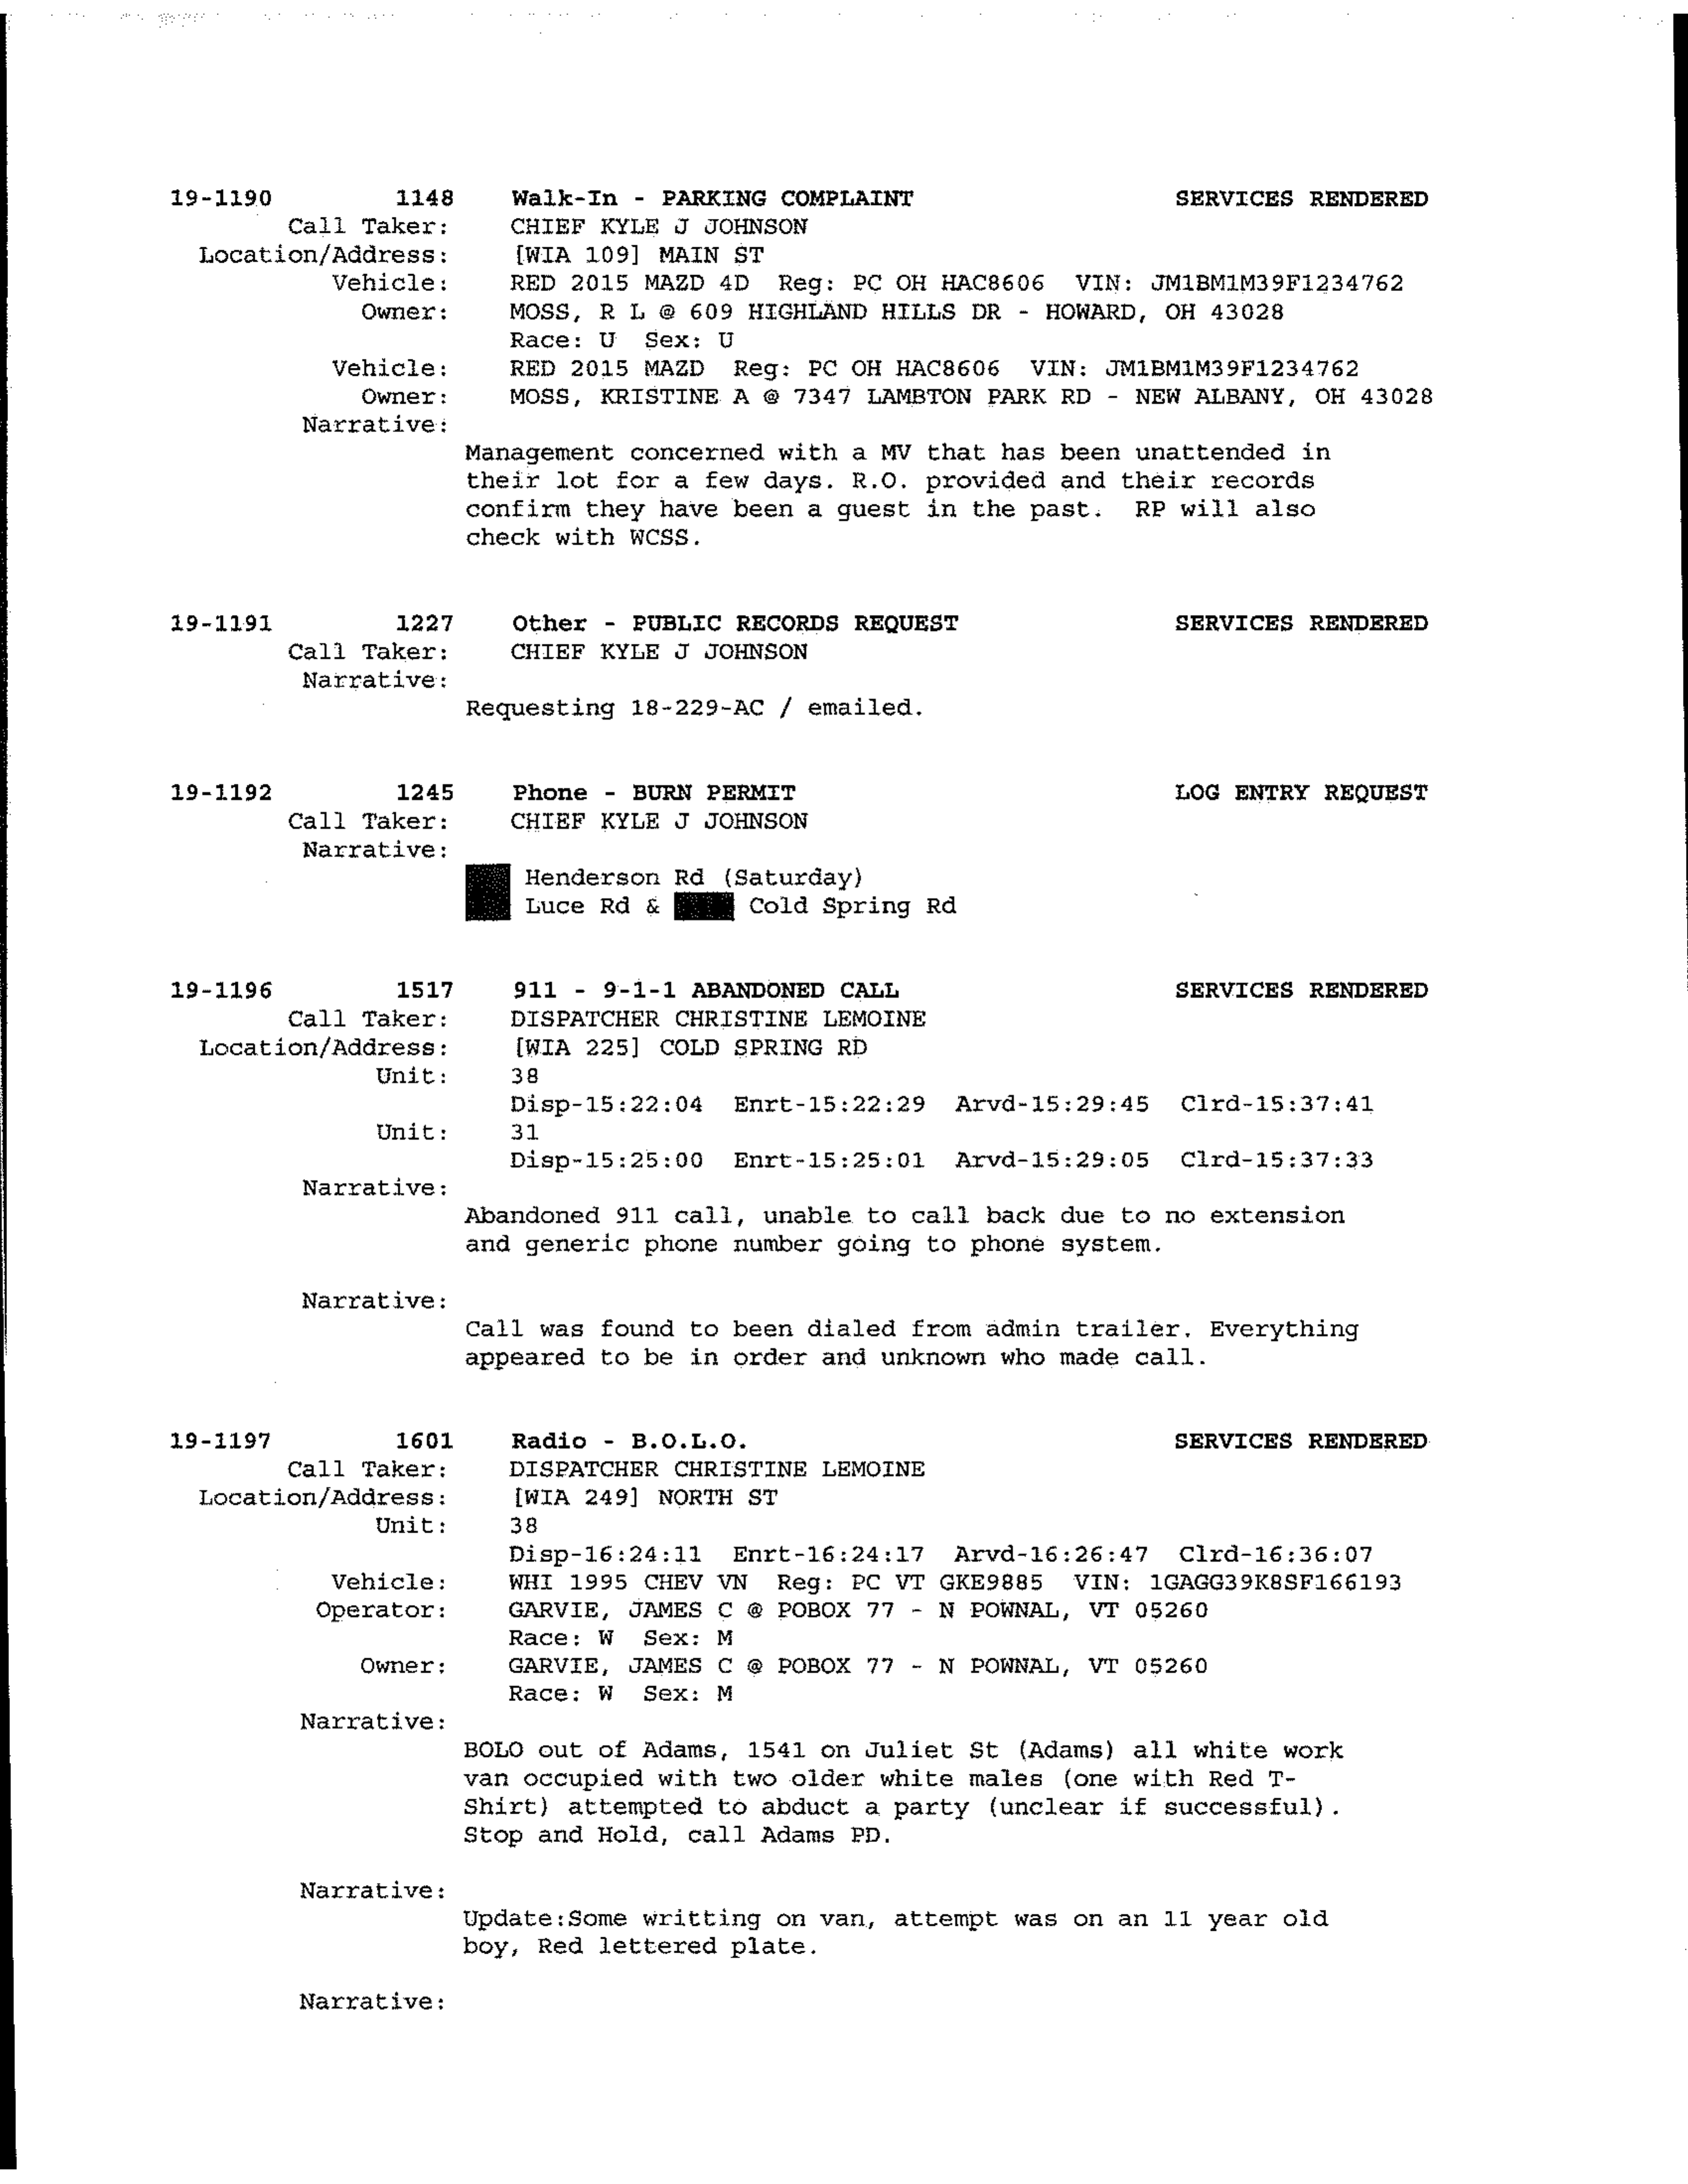 19-1190 1148 Walk-In - PARKING COMPLAINT SERVICES RENDERED
Call Taker: CHIEF KYLE J JOHNSON
Location/Address: [WIA 109] MAIN ST
Vehicle: RED 2015 MAZD 4D Reg: PC OH HAC8606 VIN: JM1BM1M39F1234762
Owner: MOSS, R L @ 609 HIGHLAND HILLS DR - HOWARD, OH 43028
Race: U Sex: U
Vehicle: RED 2015 MAZD Reg: PC OH HAC8606 VIN: JM1BM1M39F1234762
Owner: MOSS, KRISTINE A @ 7347 LAMBTON PARK RD - NEW ALBANY, OH 43028
Narrative:
Management concerned with a MV that has been unattended in
their lot for a few days. R.O. provided and their records
confirm they have been a guest in the past. RP will also
check with WCSS.
19-1191 1227 Other - PUBLIC RECORDS REQUEST SERVICES RENDERED
Call Taker: CHIEF KYLE J JOHNSON
Narrative:
Requesting 18-229-AC / emailed.
19-1192 1245 Phone - BURN PERMIT LOG ENTRY REQUEST
Call Taker: CHIEF KYLE J JOHNSON
Narrative:
Henderson Rd (Saturday)
Luce Rd & Cold Spring Rd
19-1196 1517 911 - 9-1-1 ABANDONED CALL SERVICES RENDERED
Call Taker: DISPATCHER CHRISTINE LEMOINE
Location/Address: [WIA 225] COLD SPRING RD
Unit: 38
Disp-15:22:04 Enrt-15:22:29 Arvd-15:29:45 Clrd-15:37:41
Unit: 31
Disp-15:25:00 Enrt-15:25:01 Arvd-15:29:05 Clrd-15:37:33
Narrative:
Abandoned 911 call, unable to call back due to no extension
and generic phone number going to phone system.
Narrative:
Call was found to been dialed from admin trailer. Everything
appeared to be in order and unknown who made call.
19-1197 1601 Radio - B.O.L.O. SERVICES RENDERED
Call Taker: DISPATCHER CHRISTINE LEMOINE
Location/Address: [WIA 249] NORTH ST
Unit: 38
Disp-16:24:11 Enrt-16:24:17 Arvd-16:26:47 Clrd-16:36:07
Vehicle: WHI 1995 CHEV VN Reg: PC VT GKE9885 VIN: 1GAGG39K8SF166193
Operator: GARVIE, JAMES C @ POBOX 77 - N POWNAL, VT 05260
Race: W Sex: M
Owner: GARVIE, JAMES C @ POBOX 77 - N POWNAL, VT 05260
Race: W Sex: M
Narrative:
BOLO out of Adams, 1541 on Juliet St (Adams) all white work
van occupied with two older white males (one with Red T-
Shirt) attempted to abduct a party (unclear if successful).
Stop and Hold, call Adams PD.
Narrative:
Update:Some writting on van, attempt was on an 11 year old
boy, Red lettered plate.
Narrative: